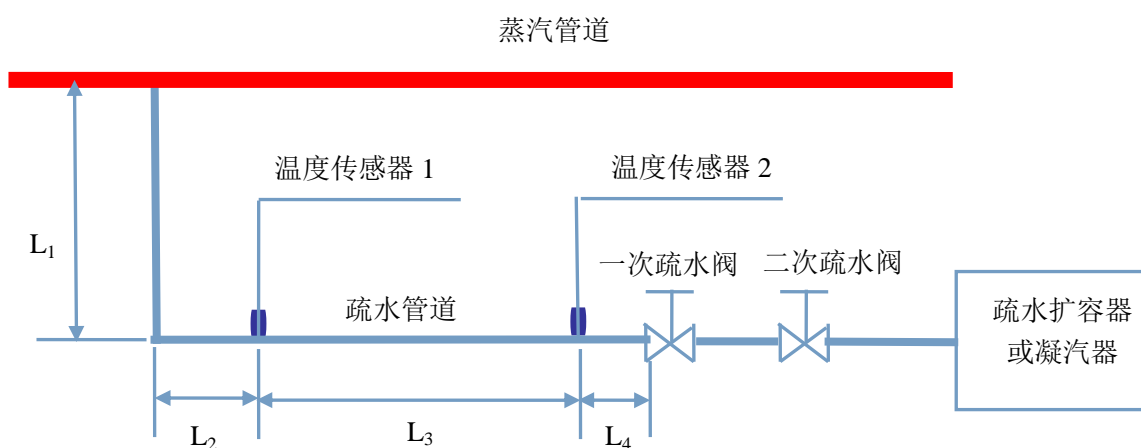 蒸汽管道
温度传感器 1
温度传感器 2
L₁
一次疏水阀
二次疏水阀
疏水管道
疏水扩容器
或凝汽器
L₂
L₃
L₄